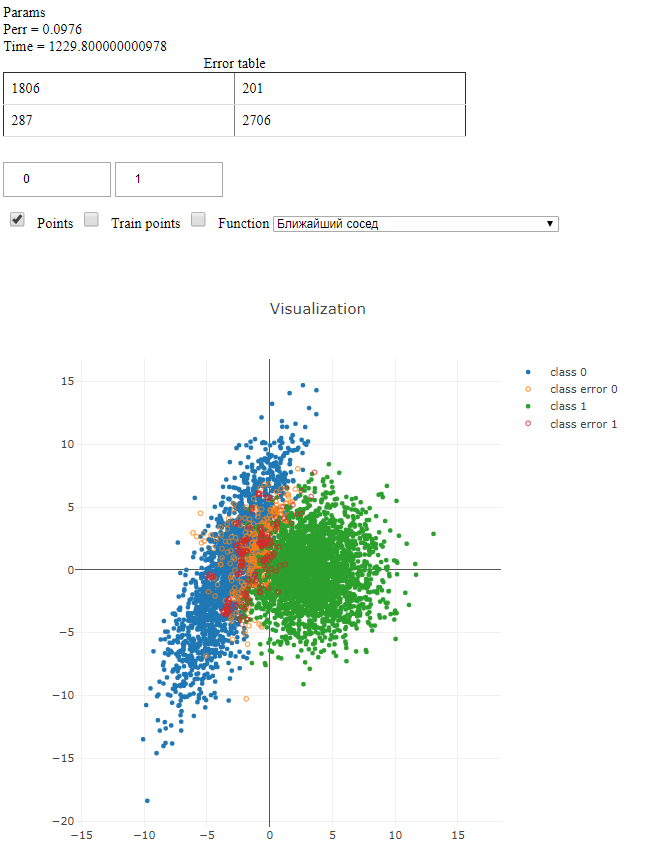 Params
Perr = 0.0976
Time = 1229.800000000978
Error table
1806 201
287 2706
0 1
Points Train points Function Ближайший сосед
Visualization
class 0
class error 0
class 1
class error 1
15
10
5
0
−5
−10
−15
−20
−15 −10 −5 0 5 10 15